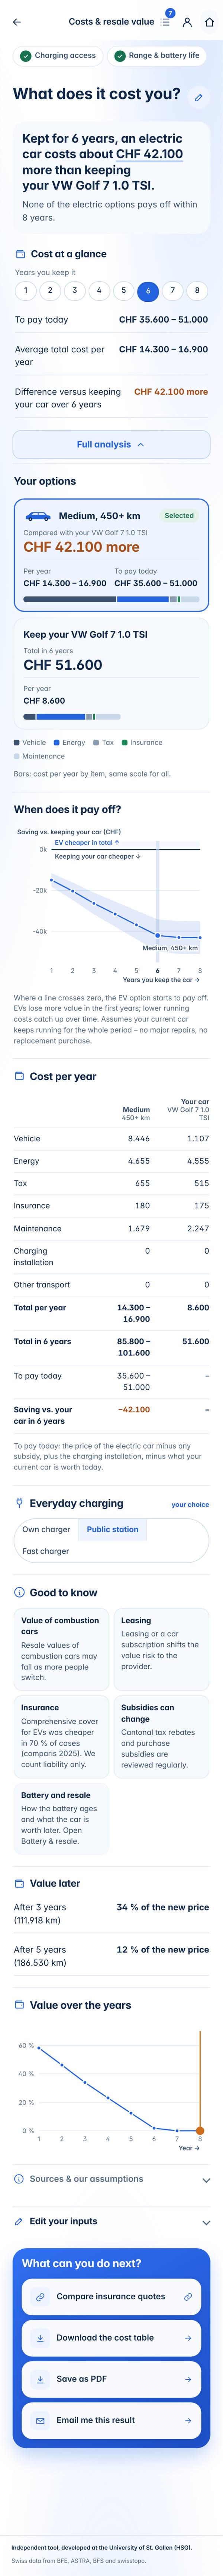 ← Costs & resale value 7
Charging access Range & battery life
What does it cost you?
Kept for 6 years, an electric
car costs about CHF 42.100
more than keeping
your VW Golf 7 1.0 TSI.
None of the electric options pays off within
8 years.
Cost at a glance
Years you keep it
1 2 3 4 5 6 7 8
To pay today CHF 35.600 – 51.000
Average total cost per CHF 14.300 – 16.900
year
Difference versus keeping CHF 42.100 more
your car over 6 years
Full analysis
Your options
Medium, 450+ km Selected
Compared with your VW Golf 7 1.0 TSI
CHF 42.100 more
Per year To pay today
CHF 14.300 – 16.900 CHF 35.600 – 51.000
Keep your VW Golf 7 1.0 TSI
Total in 6 years
CHF 51.600
Per year
CHF 8.600
Vehicle Energy Tax Insurance
Maintenance
Bars: cost per year by item, same scale for all.
When does it pay off?
Saving vs. keeping your car (CHF)
EV cheaper in total ↑
0k
Keeping your car cheaper ↓
-20k
-40k
Medium, 450+ km
1 2 3 4 5 6 7 8
Years you keep the car →
Where a line crosses zero, the EV option starts to pay off.
EVs lose more value in the first years; lower running
costs catch up over time. Assumes your current car
keeps running for the whole period – no major repairs, no
replacement purchase.
Cost per year
Medium Your car
450+ km VW Golf 7 1.0
TSI
Vehicle 8.446 1.107
Energy 4.655 4.555
Tax 655 515
Insurance 180 175
Maintenance 1.679 2.247
Charging 0 0
installation
Other transport 0 0
Total per year 14.300 – 8.600
16.900
Total in 6 years 85.800 – 51.600
101.600
To pay today 35.600 – –
51.000
Saving vs. your −42.100 –
car in 6 years
To pay today: the price of the electric car minus any
subsidy, plus the charging installation, minus what your
current car is worth today.
Everyday charging your choice
Own charger Public station
Fast charger
Good to know
Value of combustion
cars
Resale values of
combustion cars may
fall as more people
switch.
Leasing
Leasing or a car
subscription shifts the
value risk to the
provider.
Insurance
Comprehensive cover
for EVs was cheaper
in 70 % of cases
(comparis 2025). We
count liability only.
Subsidies can
change
Cantonal tax rebates
and purchase
subsidies are
reviewed regularly.
Battery and resale
How the battery ages
and what the car is
worth later. Open
Battery & resale.
Value later
After 3 years 34 % of the new price
(111.918 km)
After 5 years 12 % of the new price
(186.530 km)
Value over the years
60 %
40 %
20 %
0 %
1 2 3 4 5 6 7 8
Year →
Sources & our assumptions
Edit your inputs
What can you do next?
Compare insurance quotes
Download the cost table →
Save as PDF →
Email me this result →
Independent tool, developed at the University of St. Gallen (HSG).
Swiss data from BFE, ASTRA, BFS and swisstopo.